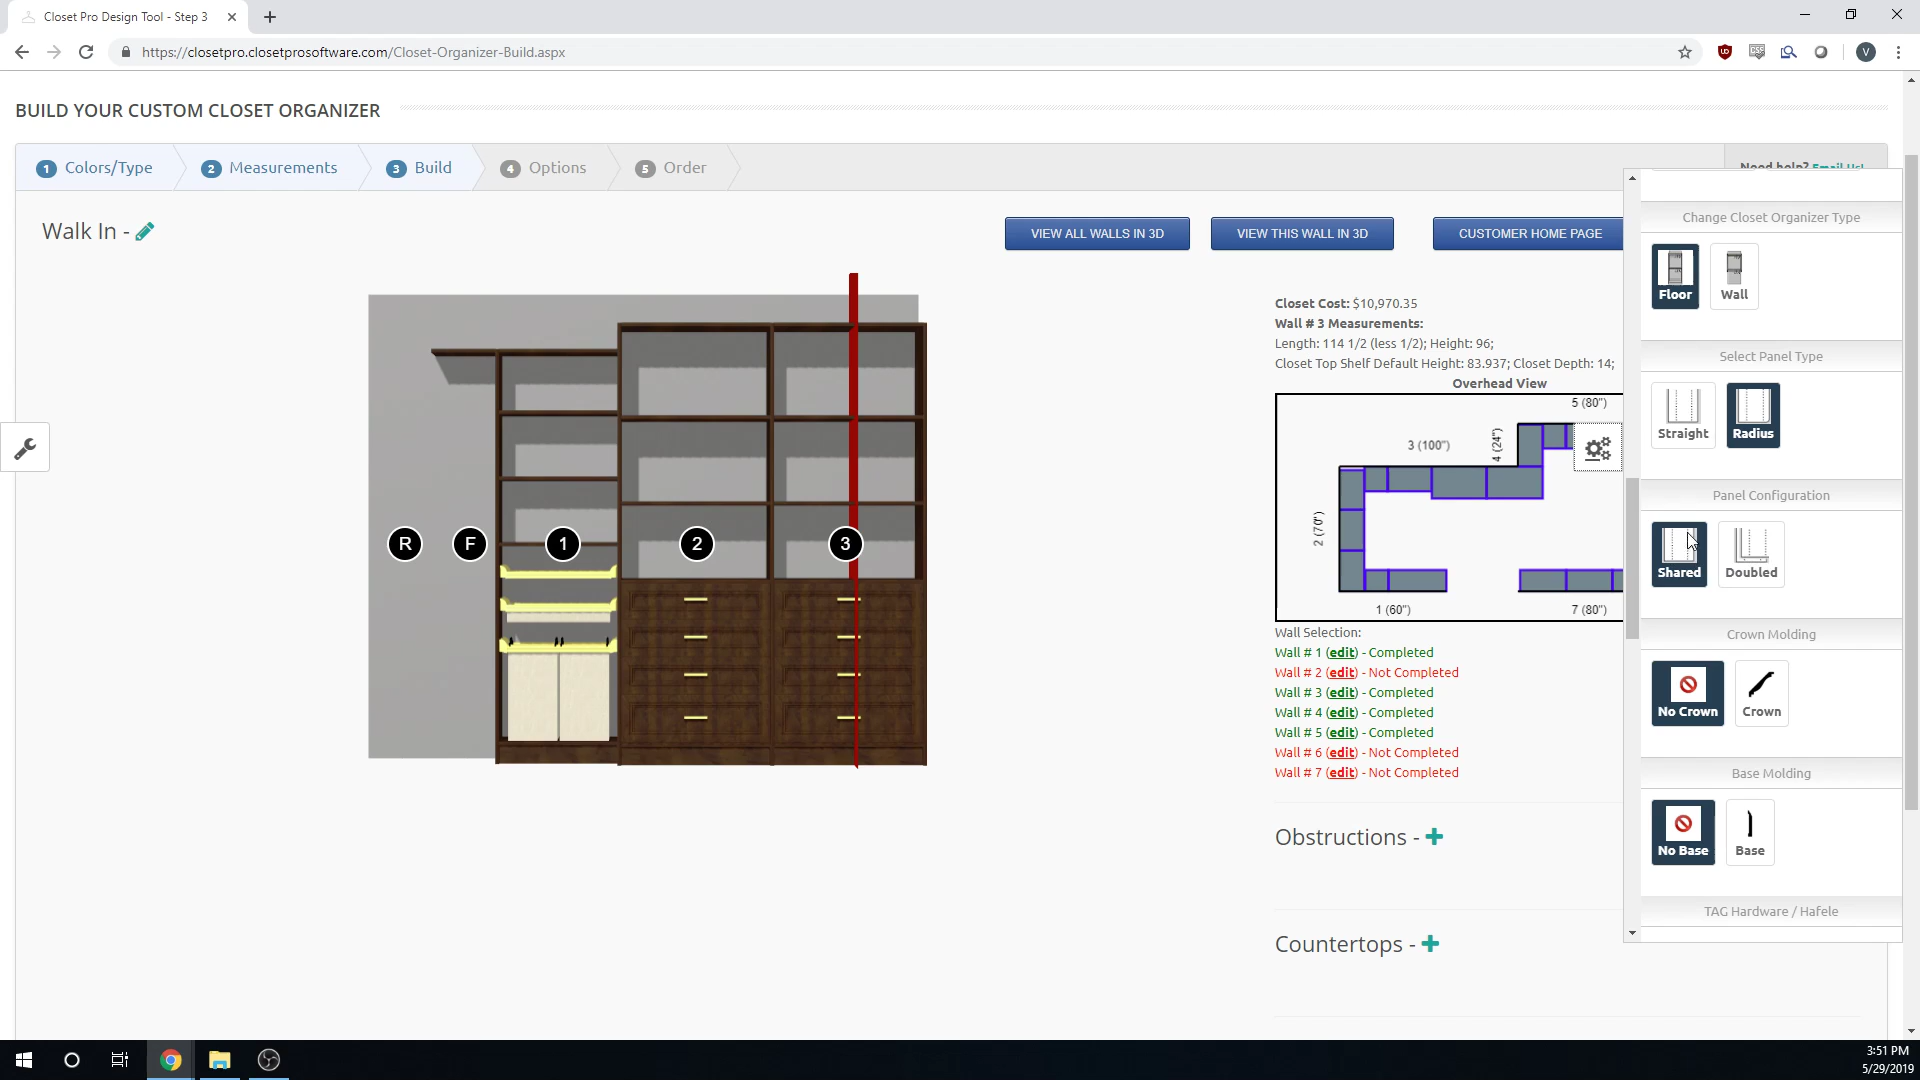 Closet Pro Design Tool - Step 3
https://closetpro.closetprosoftware.com/Closet-Organizer-Build.aspx
V
BUILD YOUR CUSTOM CLOSET ORGANIZER
1 Colors/Type
2 Measurements
3 Build
4 Options
5 Order
Need help? Email Us!
Walk In -
VIEW ALL WALLS IN 3D
VIEW THIS WALL IN 3D
CUSTOMER HOME PAGE
R
F
1
2
3
Closet Cost: $10,970.35
Wall # 3 Measurements:
Length: 114 1/2 (less 1/2); Height: 96;
Closet Top Shelf Default Height: 83.937; Closet Depth: 14;
Overhead View
5 (80")
3 (100")
4 (24")
2 (70")
1 (60")
7 (80")
Wall Selection:
Wall # 1 (edit) - Completed
Wall # 2 (edit) - Not Completed
Wall # 3 (edit) - Completed
Wall # 4 (edit) - Completed
Wall # 5 (edit) - Completed
Wall # 6 (edit) - Not Completed
Wall # 7 (edit) - Not Completed
Obstructions -
Countertops -
Change Closet Organizer Type
Floor
Wall
Select Panel Type
Straight
Radius
Panel Configuration
Shared
Doubled
Crown Molding
No Crown
Crown
Base Molding
No Base
Base
TAG Hardware / Hafele
3:51 PM
5/29/2019